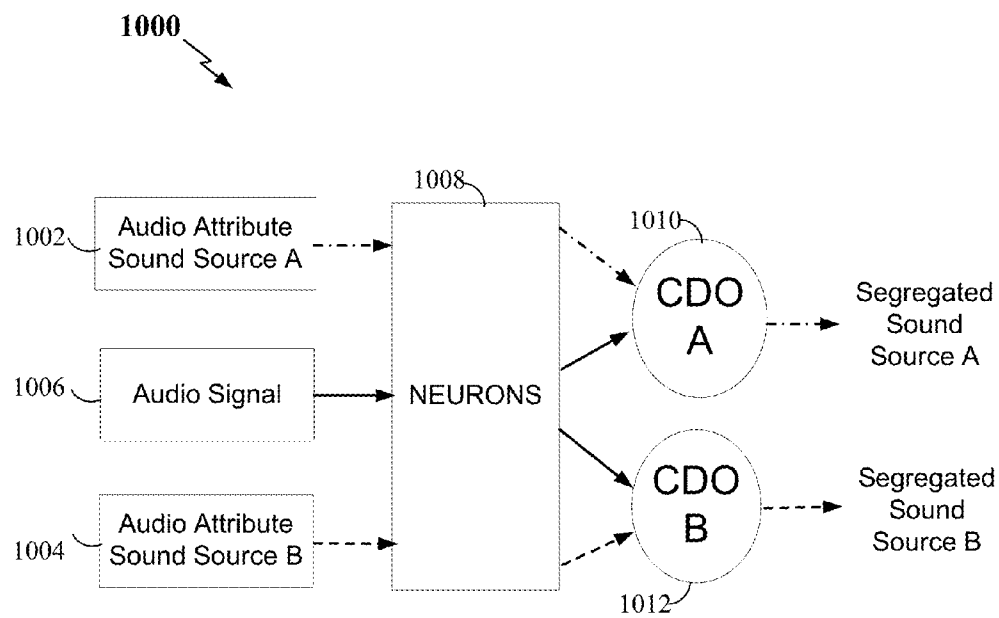 1000
1008
1002
Audio Attribute
Sound Source A
1010
CDO
A
Segregated
Sound
Source A
1006
Audio Signal
NEURONS
1004
Audio Attribute
Sound Source B
CDO
B
Segregated
Sound
Source B
1012